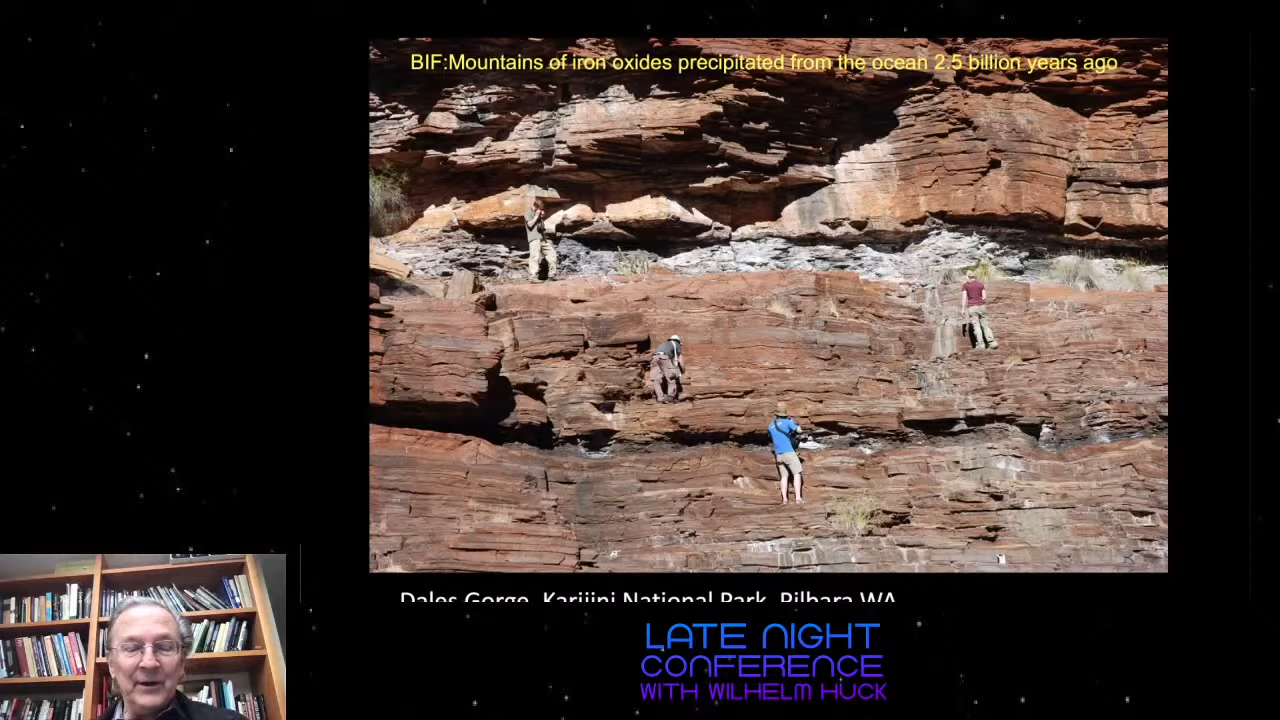 BIF:Mountains of iron oxides precipitated from the ocean 2.5 billion years ago
Dales Gorge, Karijini National Park, Pilbara WA
LATE NIGHT
CONFERENCE
WITH WILHELM HUCK